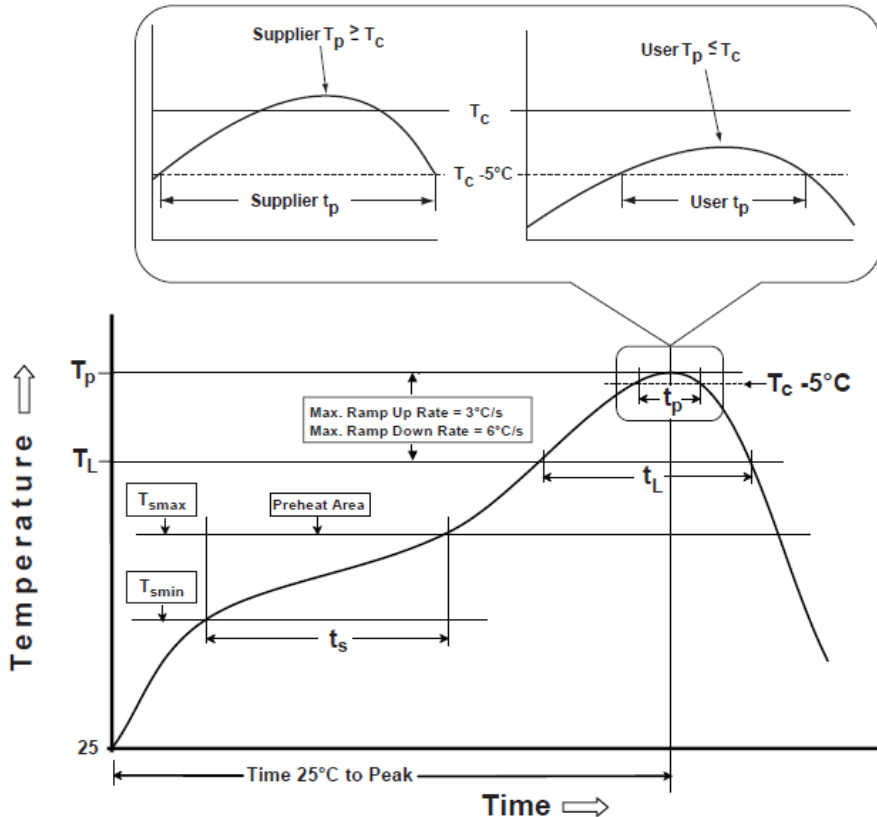 Supplier Tp ≥ Tc
User Tp ≤ Tc
Tc
Tc -5°C
Supplier tp
User tp
Tp
Tc -5°C
tp
Max. Ramp Up Rate = 3°C/s
Max. Ramp Down Rate = 6°C/s
TL
tL
Tsmax
Preheat Area
Tsmin
ts
Temperature
25
Time 25°C to Peak
Time